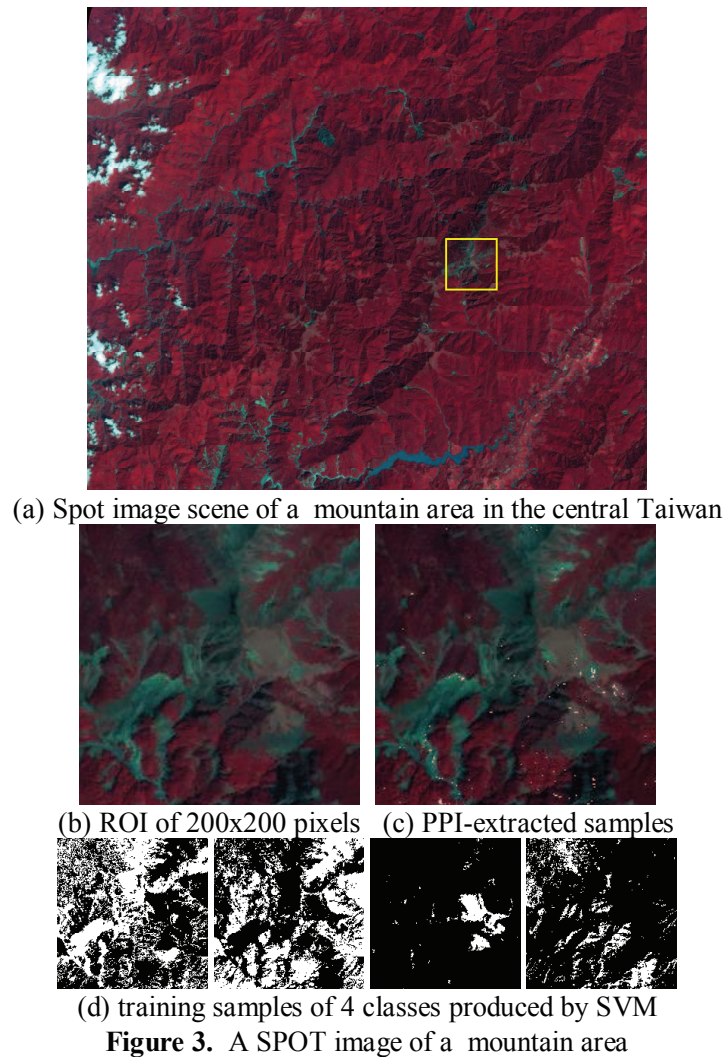 (a) Spot image scene of a mountain area in the central Taiwan
(b) ROI of 200x200 pixels (c) PPI-extracted samples
(d) training samples of 4 classes produced by SVM
Figure 3. A SPOT image of a mountain area